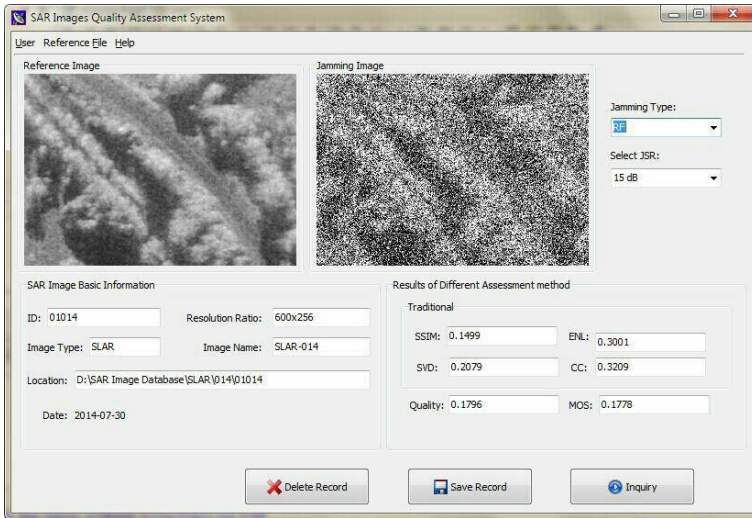 SAR Images Quality Assessment System
User Reference File Help
Reference Image
Jamming Image
Jamming Type:
RF
Select JSR:
15 dB
SAR Image Basic Information
ID: 01014
Resolution Ratio: 600x256
Image Type: SLAR
Image Name: SLAR-014
Location: D:\SAR Image Database\SLAR\014\01014
Date: 2014-07-30
Results of Different Assessment method
Traditional
SSIM: 0.1499
ENL: 0.3001
SVD: 0.2079
CC: 0.3209
Quality: 0.1796
MOS: 0.1778
Delete Record
Save Record
Inquiry